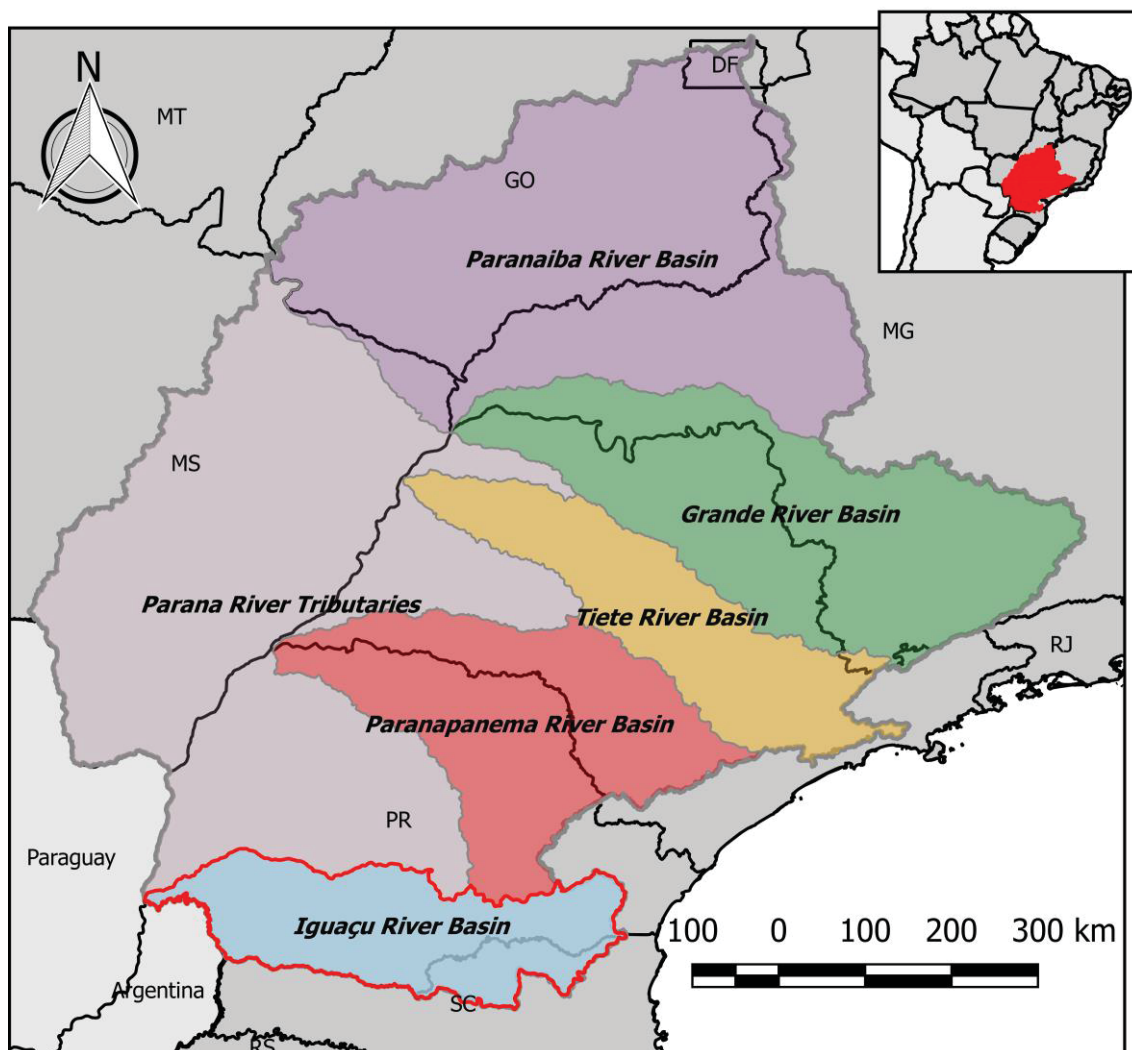 N
DF
MT
GO
Paranaiba River Basin
MG
MS
Grande River Basin
Parana River Tributaries
Tiete River Basin
RJ
Paranapanema River Basin
PR
Paraguay
Iguaçu River Basin
100 0 100 200 300 km
Argentina
SC
RS